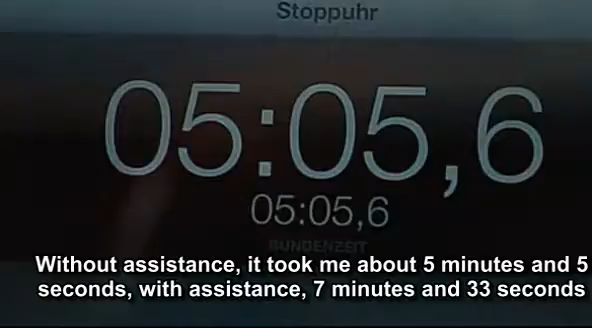 Stoppuhr
05:05,6
05:05,6
RUNDENZEIT
Without assistance, it took me about 5 minutes and 5
seconds, with assistance, 7 minutes and 33 seconds